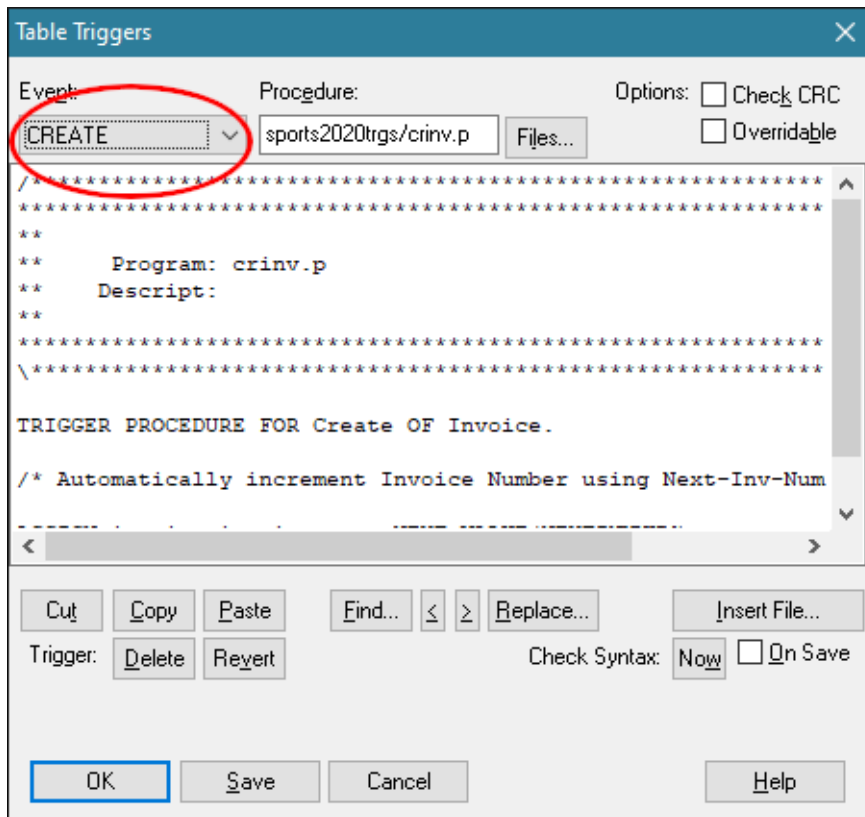 Table Triggers
Event: Procedure: Options: Check CRC
CREATE sports2020trgs/crinv.p Files... Overridable
/************************************************************
*************************************************************
**
**     Program: crinv.p
**    Descript:
**
*************************************************************
\************************************************************
TRIGGER PROCEDURE FOR Create OF Invoice.
/* Automatically increment Invoice Number using Next-Inv-Num
Cut Copy Paste Find... < > Replace... Insert File...
Trigger: Delete Revert Check Syntax: Now On Save
OK Save Cancel Help